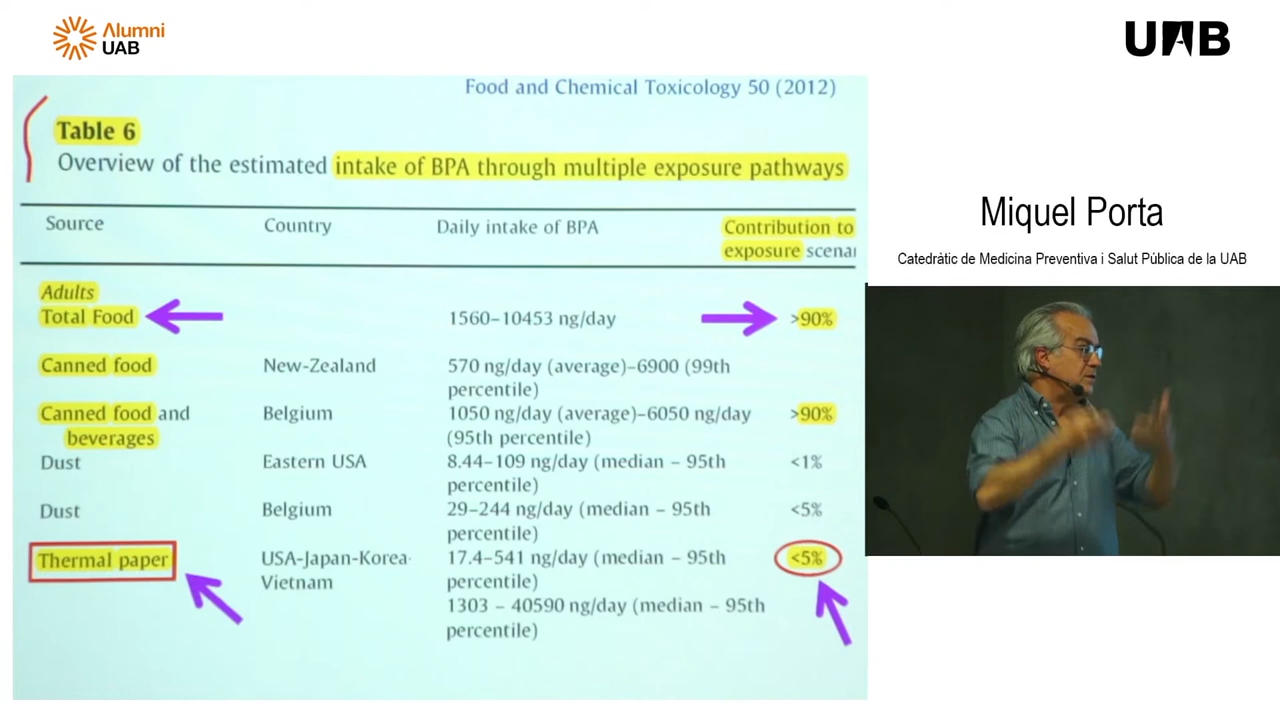 Alumni
UAB
UAB
Food and Chemical Toxicology 50 (2012)
Table 6
Overview of the estimated intake of BPA through multiple exposure pathways
Source Country Daily intake of BPA Contribution to
exposure
Adults
Total Food 1560–10453 ng/day >90%
Canned food New-Zealand 570 ng/day (average)–6900 (99th
percentile)
Canned food and Belgium 1050 ng/day (average)–6050 ng/day >90%
beverages (95th percentile)
Dust Eastern USA 8.44–109 ng/day (median – 95th <1%
percentile)
Dust Belgium 29–244 ng/day (median – 95th <5%
percentile)
Thermal paper USA-Japan-Korea- 17.4–541 ng/day (median – 95th <5%
Vietnam percentile)
1303 – 40590 ng/day (median – 95th
percentile)
Miquel Porta
Catedràtic de Medicina Preventiva i Salut Pública de la UAB